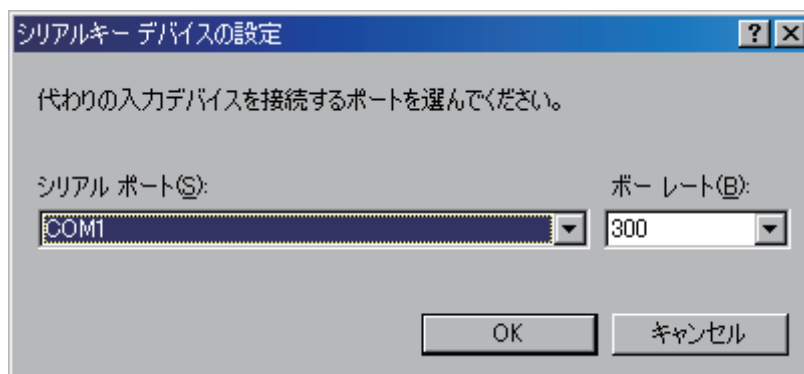 シリアルキー デバイスの設定
代わりの入力デバイスを接続するポートを選んでください。
シリアル ポート(S):
ボー レート(B):
COM1
300
OK
キャンセル